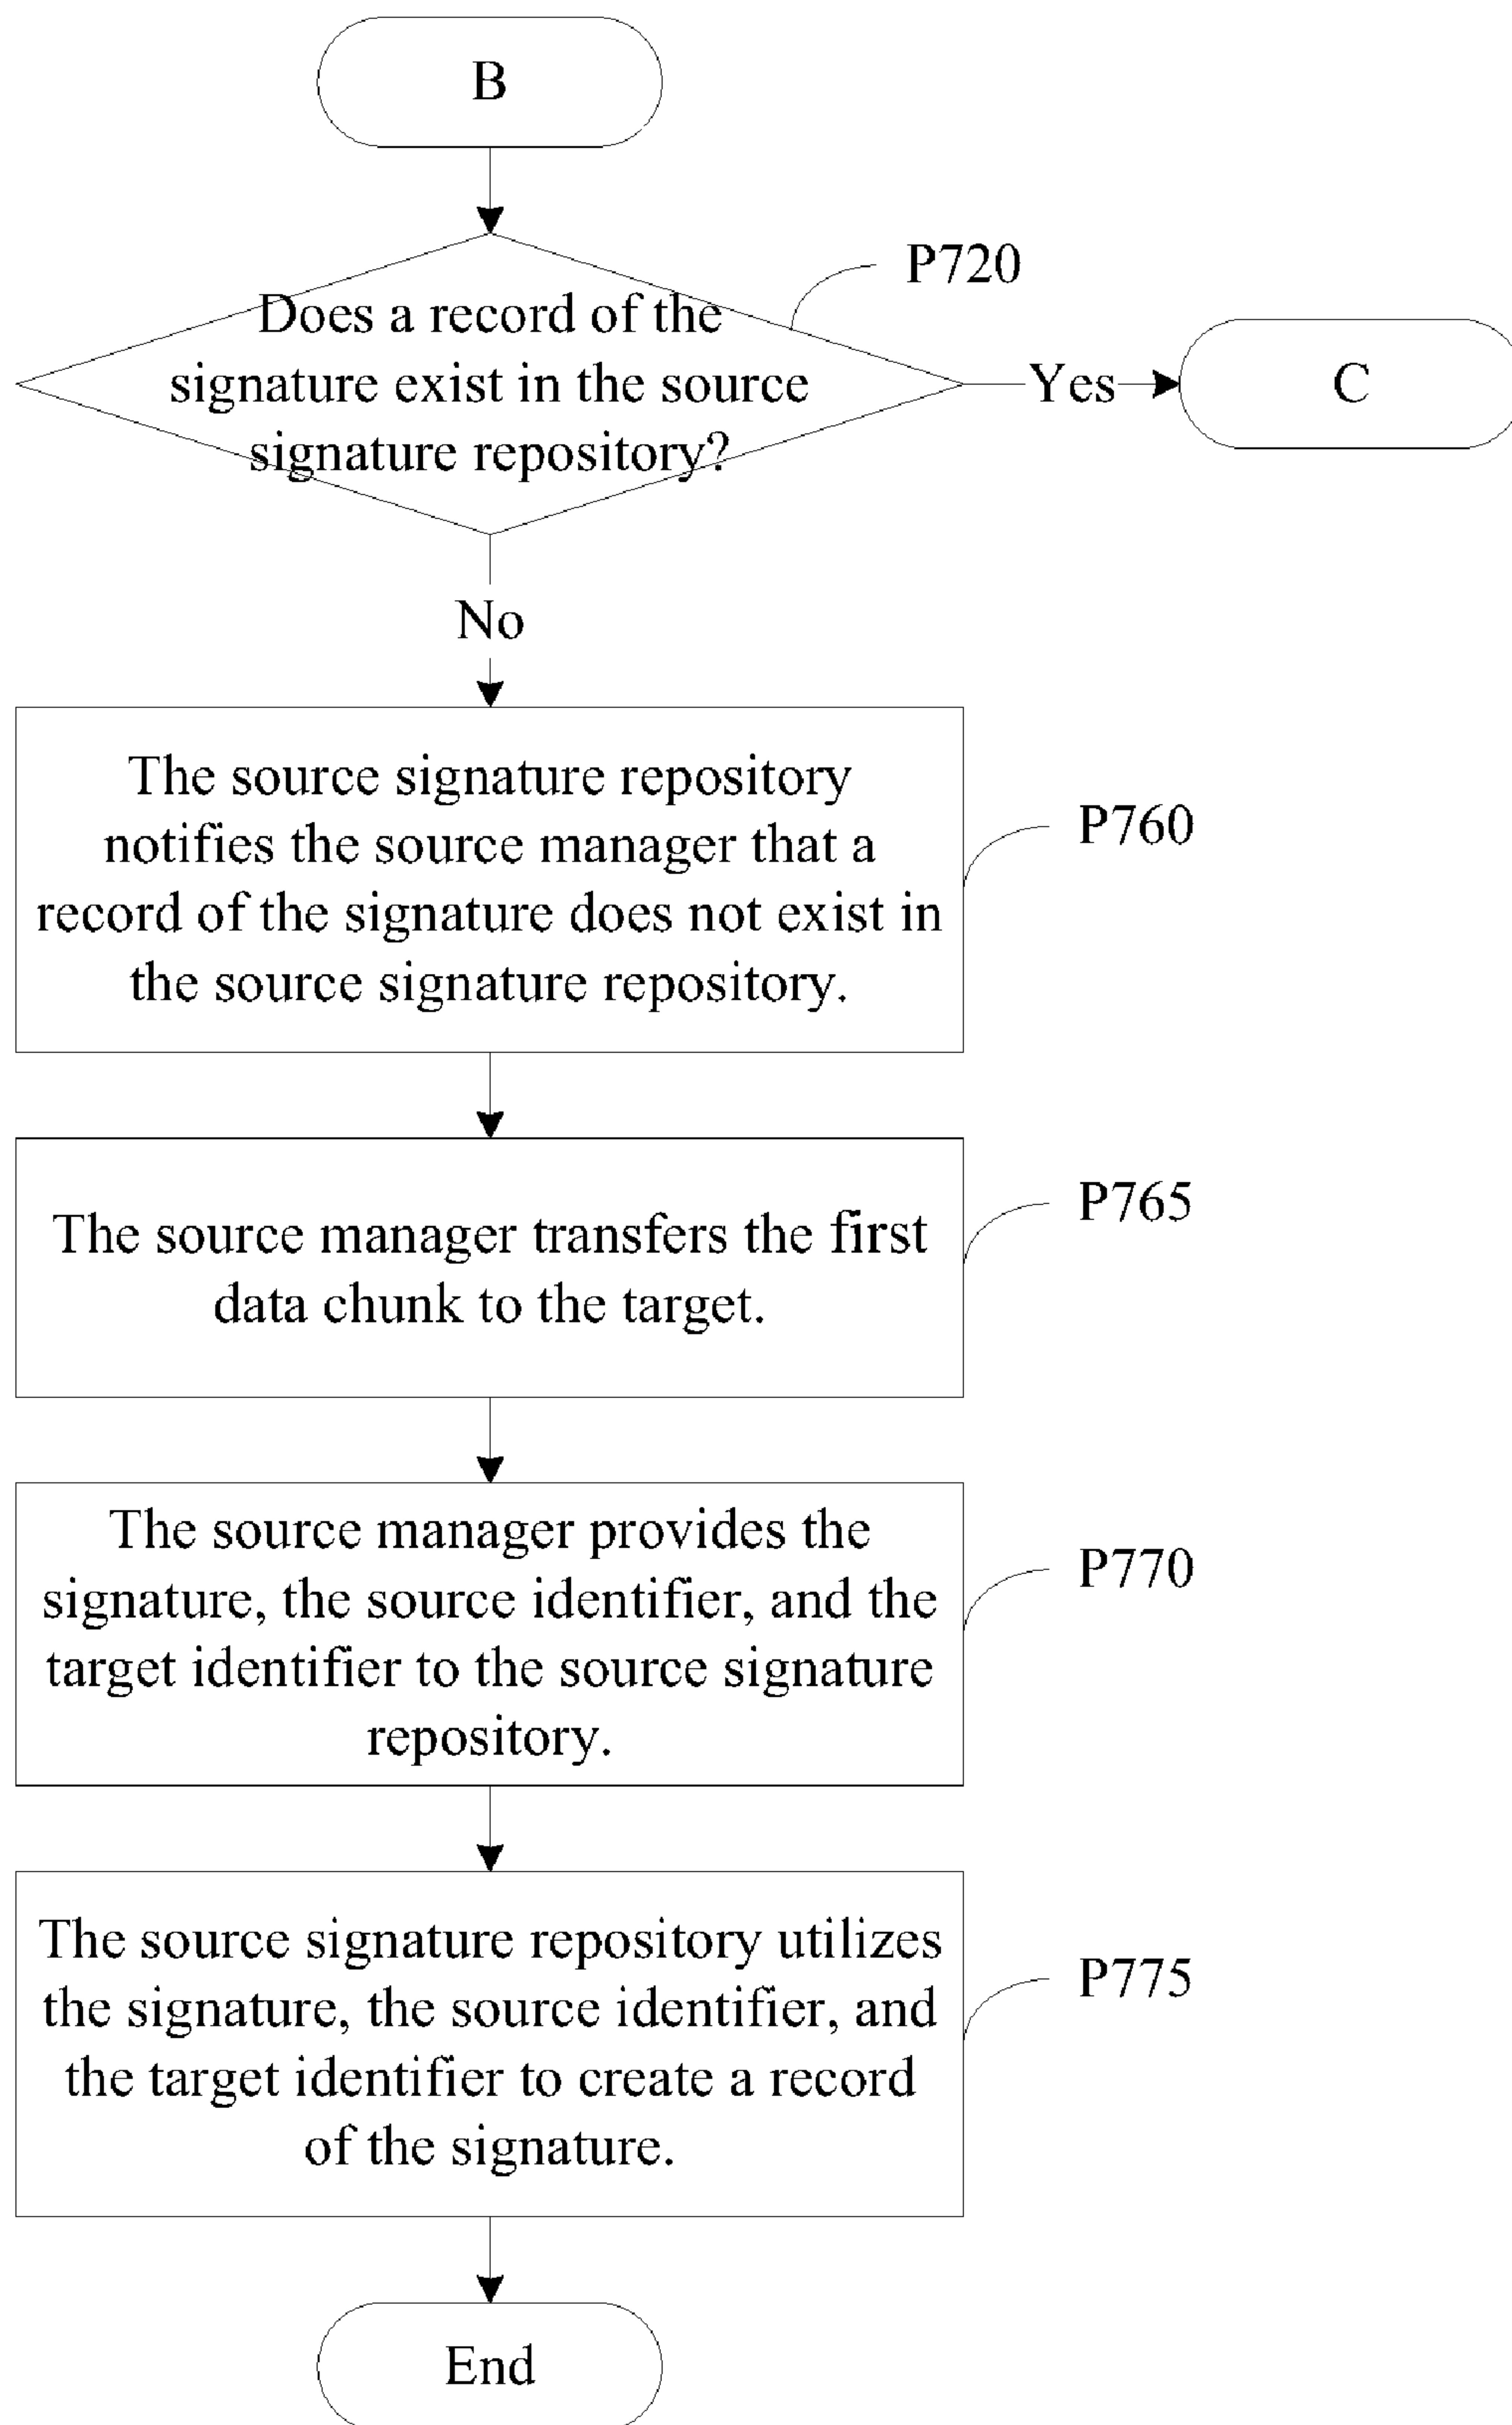 B
P720
Does a record of the
signature exist in the source
signature repository?
Yes
C
No
The source signature repository
notifies the source manager that a
record of the signature does not exist in
the source signature repository.
P760
The source manager transfers the first
data chunk to the target.
P765
The source manager provides the
signature, the source identifier, and the
target identifier to the source signature
repository.
P770
The source signature repository utilizes
the signature, the source identifier, and
the target identifier to create a record
of the signature.
P775
End